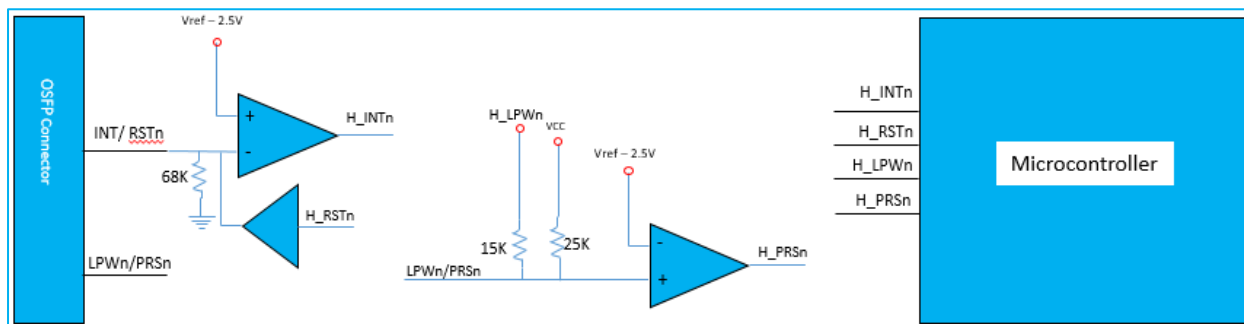 OSFP Connector
Vref – 2.5V
+
-
H_INTn
INT/ RSTn
68K
H_RSTn
LPWn/PRSn
H_LPWn
VCC
Vref – 2.5V
15K
25K
-
+
H_PRSn
LPWn/PRSn
H_INTn
H_RSTn
H_LPWn
H_PRSn
Microcontroller